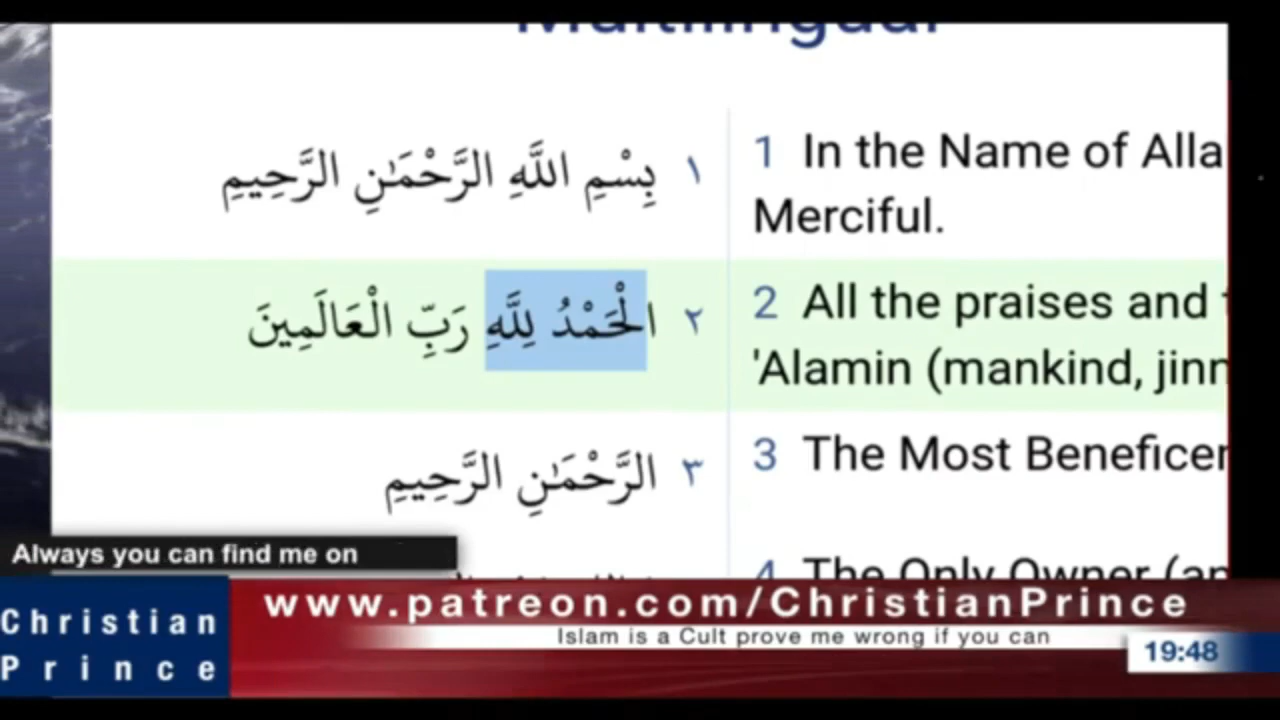 Multilingual
١ بِسْمِ اللَّهِ الرَّحْمَٰنِ الرَّحِيمِ
1 In the Name of Alla
Merciful.
٢ الْحَمْدُ لِلَّهِ رَبِّ الْعَالَمِينَ
2 All the praises and
'Alamin (mankind, jinn
٣ الرَّحْمَٰنِ الرَّحِيمِ
3 The Most Beneficen
4 The Only Owner (an
Always you can find me on
Christian
Prince
www.patreon.com/ChristianPrince
Islam is a Cult prove me wrong if you can
19:48